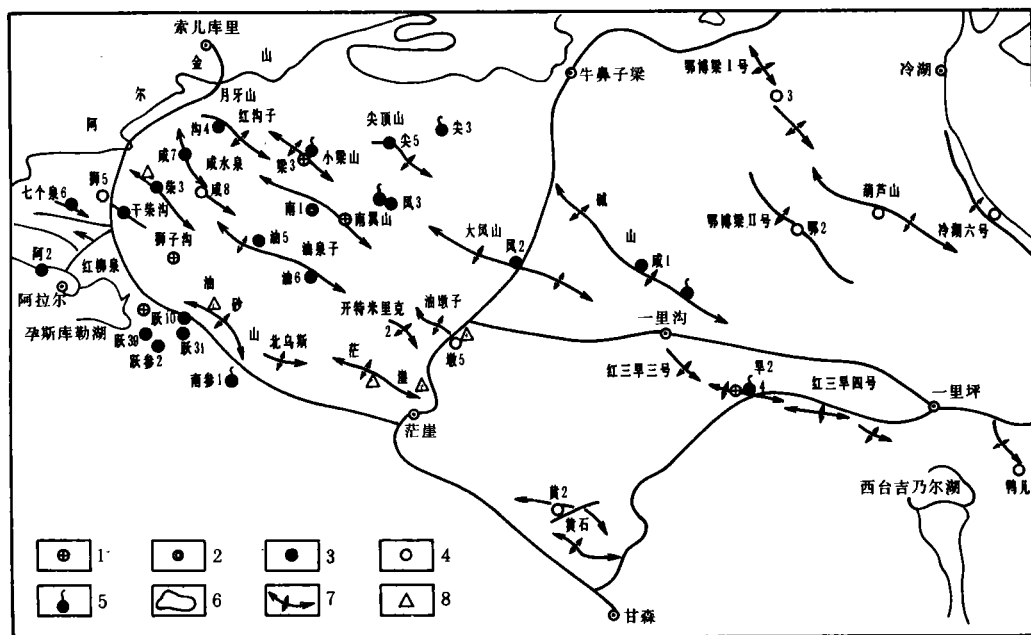 索儿库里
金
山
尔
阿
月牙山
红沟子
沟4
尖顶山
尖3
尖5
牛鼻子梁
鄂博梁I号
3
冷湖
咸7
咸水泉
梁3
小梁山
狮5
柴3
咸8
七个泉6
干柴沟
南1
南翼山
凤3
葫芦山
冷湖六号
鄂博梁II号
鄂2
碱
山
咸1
狮子沟
油5
油泉子
油6
大凤山
凤2
阿2
红柳泉
阿拉尔
孕斯库勒湖
油
砂
山
跃10
跃39
跃31
跃参2
北乌斯
南参1
开特米里克
2
油墩子
墩5
茫
崖
茫崖
一里沟
红三旱三号
旱2
4
红三旱四号
一里坪
西台吉乃尔湖
鸭儿
黄2
黄石
甘森
1
2
3
4
5
6
7
8